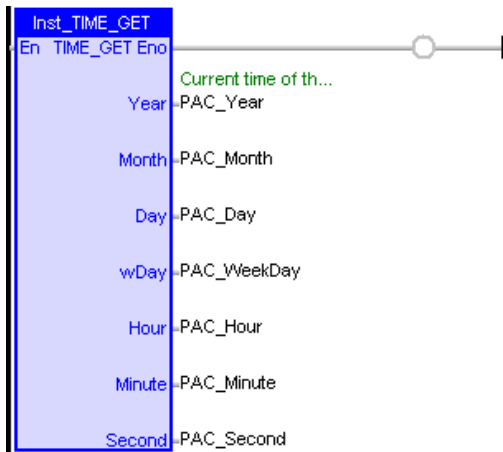 Inst_TIME_GET
En TIME_GET Eno
Current time of th...
Year PAC_Year
Month PAC_Month
Day PAC_Day
wDay PAC_WeekDay
Hour PAC_Hour
Minute PAC_Minute
Second PAC_Second